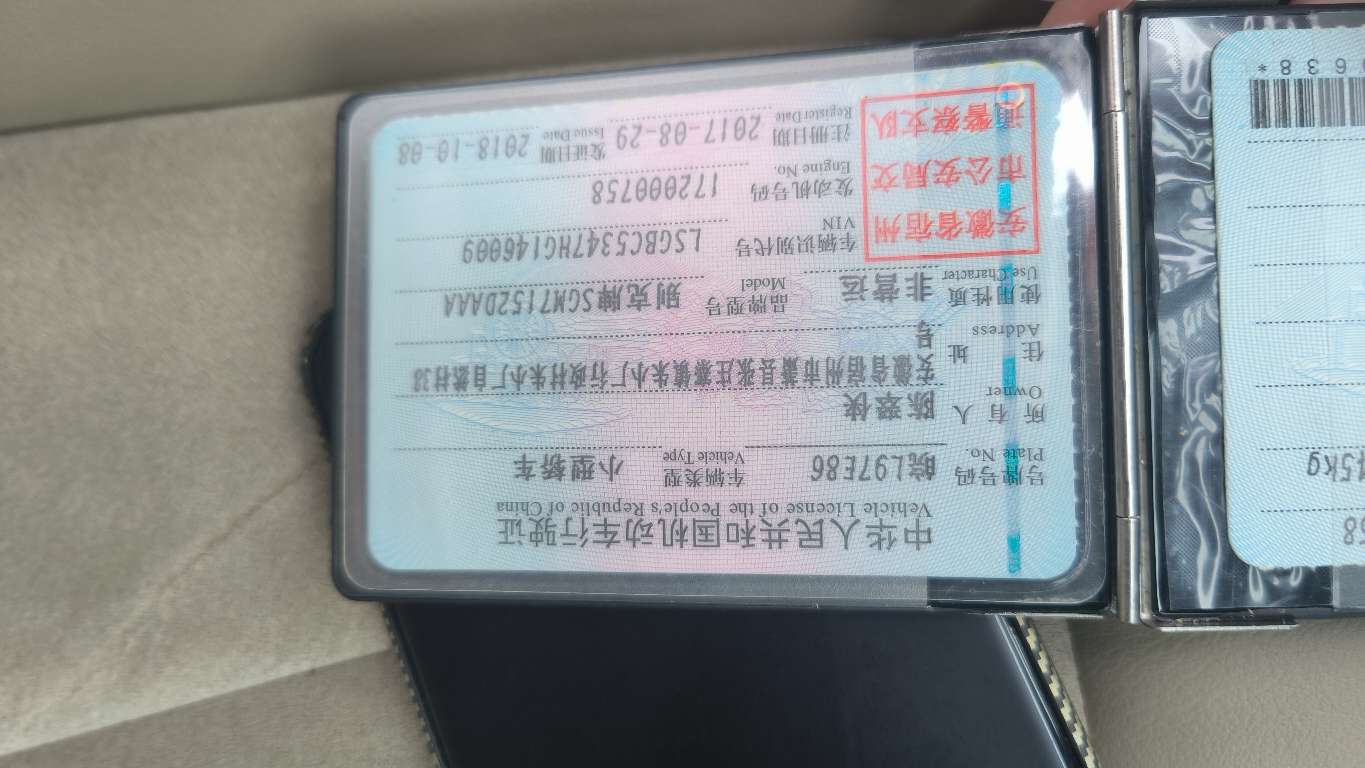 中华人民共和国机动车行驶证
Vehicle License of the People's Republic of China
号牌号码 皖L97E86 车辆类型 小型轿车
Plate No. Vehicle Type
所有人 陈翠侠
Owner
住址 安徽省宿州市萧县张庄寨镇朱小厂行政村朱小厂自然村38
号
Address
使用性质 非营运 品牌型号 别克牌SGM7152DAAA
Use Character Model
安徽省宿州
市公安局交
通警察支队
车辆识别代号 LSGBC5347HG146009
VIN
发动机号码 172000758
Engine No.
注册日期 2017-08-29 发证日期 2018-10-08
Register Date Issue Date
5kg
8
638*